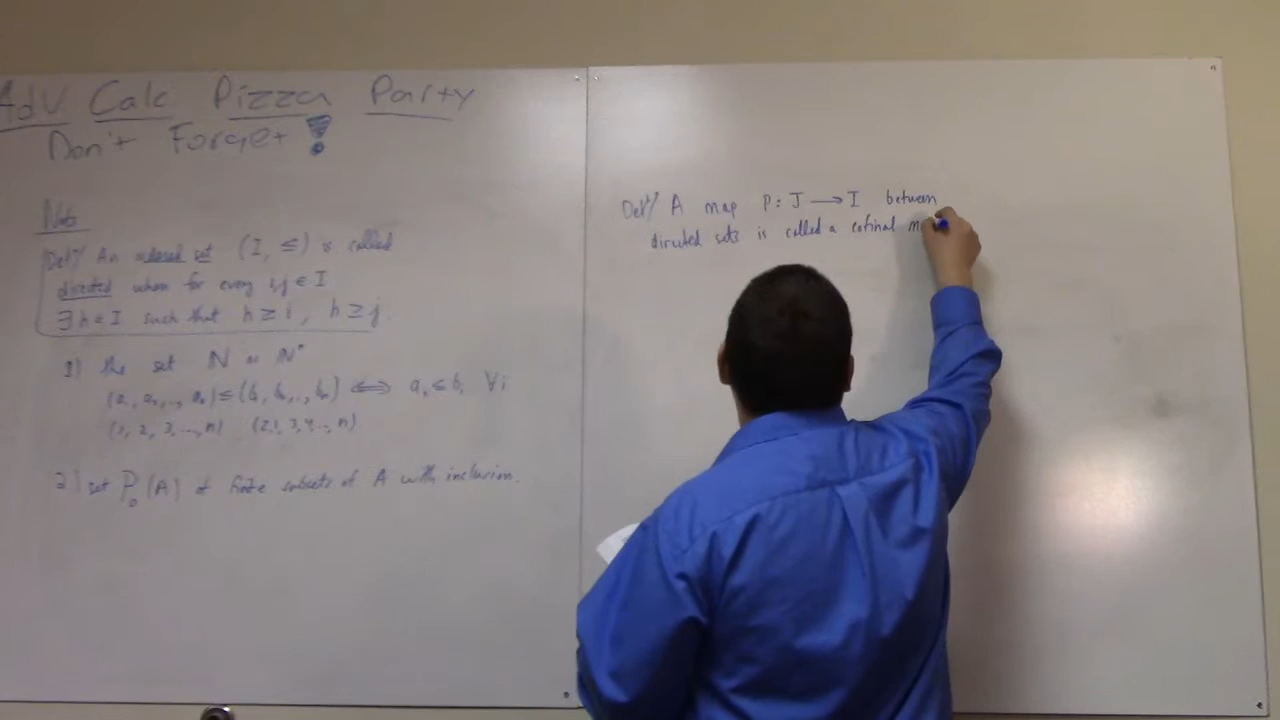 Adv Calc Pizza Party
Don't Forget!
Nets
Def'/ An ordered set (I, ≤) is called
directed when for every i,j ∈ I
∃ h ∈ I such that h ≥ i, h ≥ j.
1) the set ℕ or ℕⁿ
(a₁, a₂, .., aₙ) ≤ (b₁, b₂, .., bₙ) ⟺ aᵢ ≤ bᵢ ∀i
(1, 2, 3, ..., n) (2, 1, 3, 4, .., n)
2) set P₀(A) of finite subsets of A with inclusion.
Def'/ A map P: J ⟶ I between
directed sets is called a cofinal